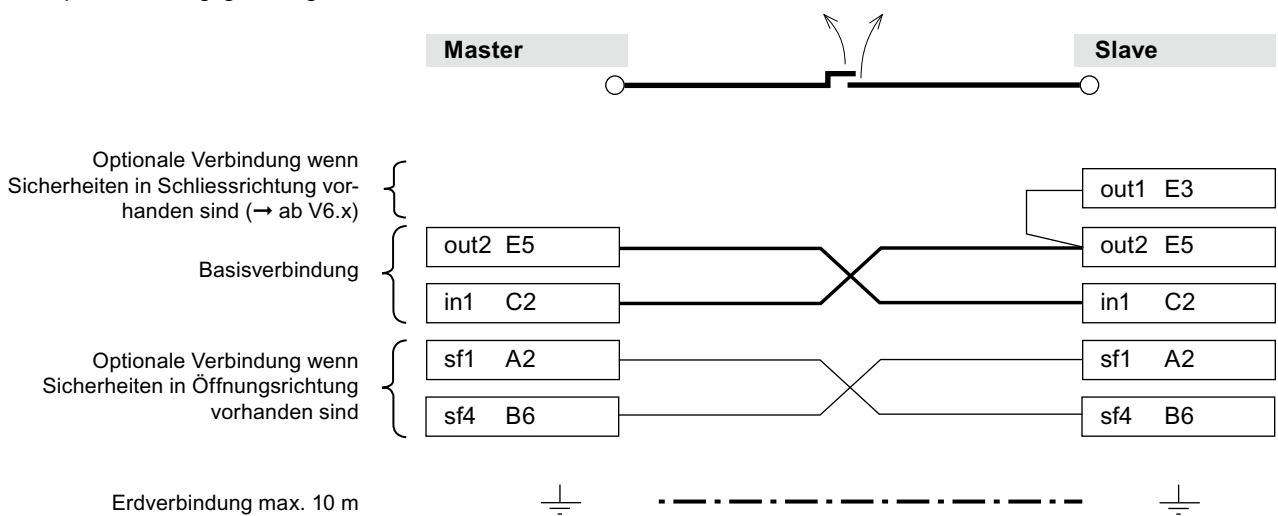 Master
Slave
Optionale Verbindung wenn
Sicherheiten in Schliessrichtung vor-
handen sind (➞ ab V6.x)
out1 E3
out2 E5
out2 E5
Basisverbindung
in1 C2
in1 C2
Optionale Verbindung wenn
Sicherheiten in Öffnungsrichtung
vorhanden sind
sf1 A2
sf1 A2
sf4 B6
sf4 B6
Erdverbindung max. 10 m